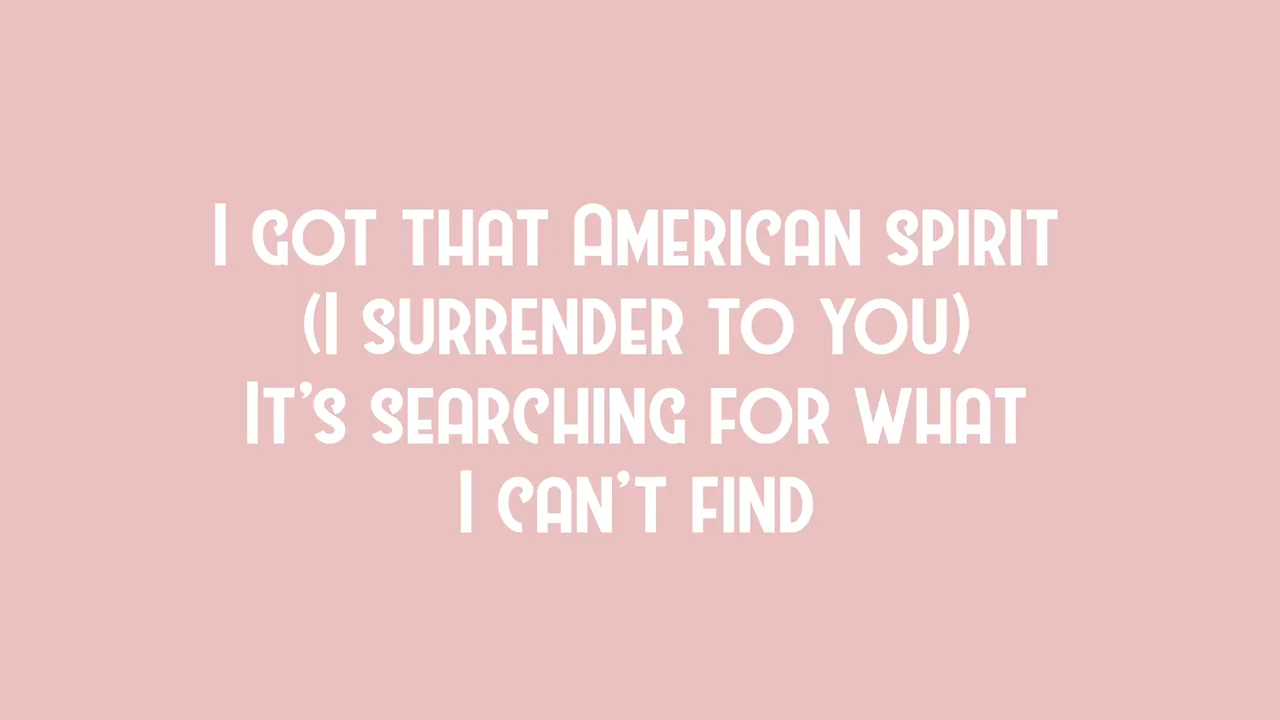 I got that American spirit
(I surrender to you)
It's searching for what
I can't find